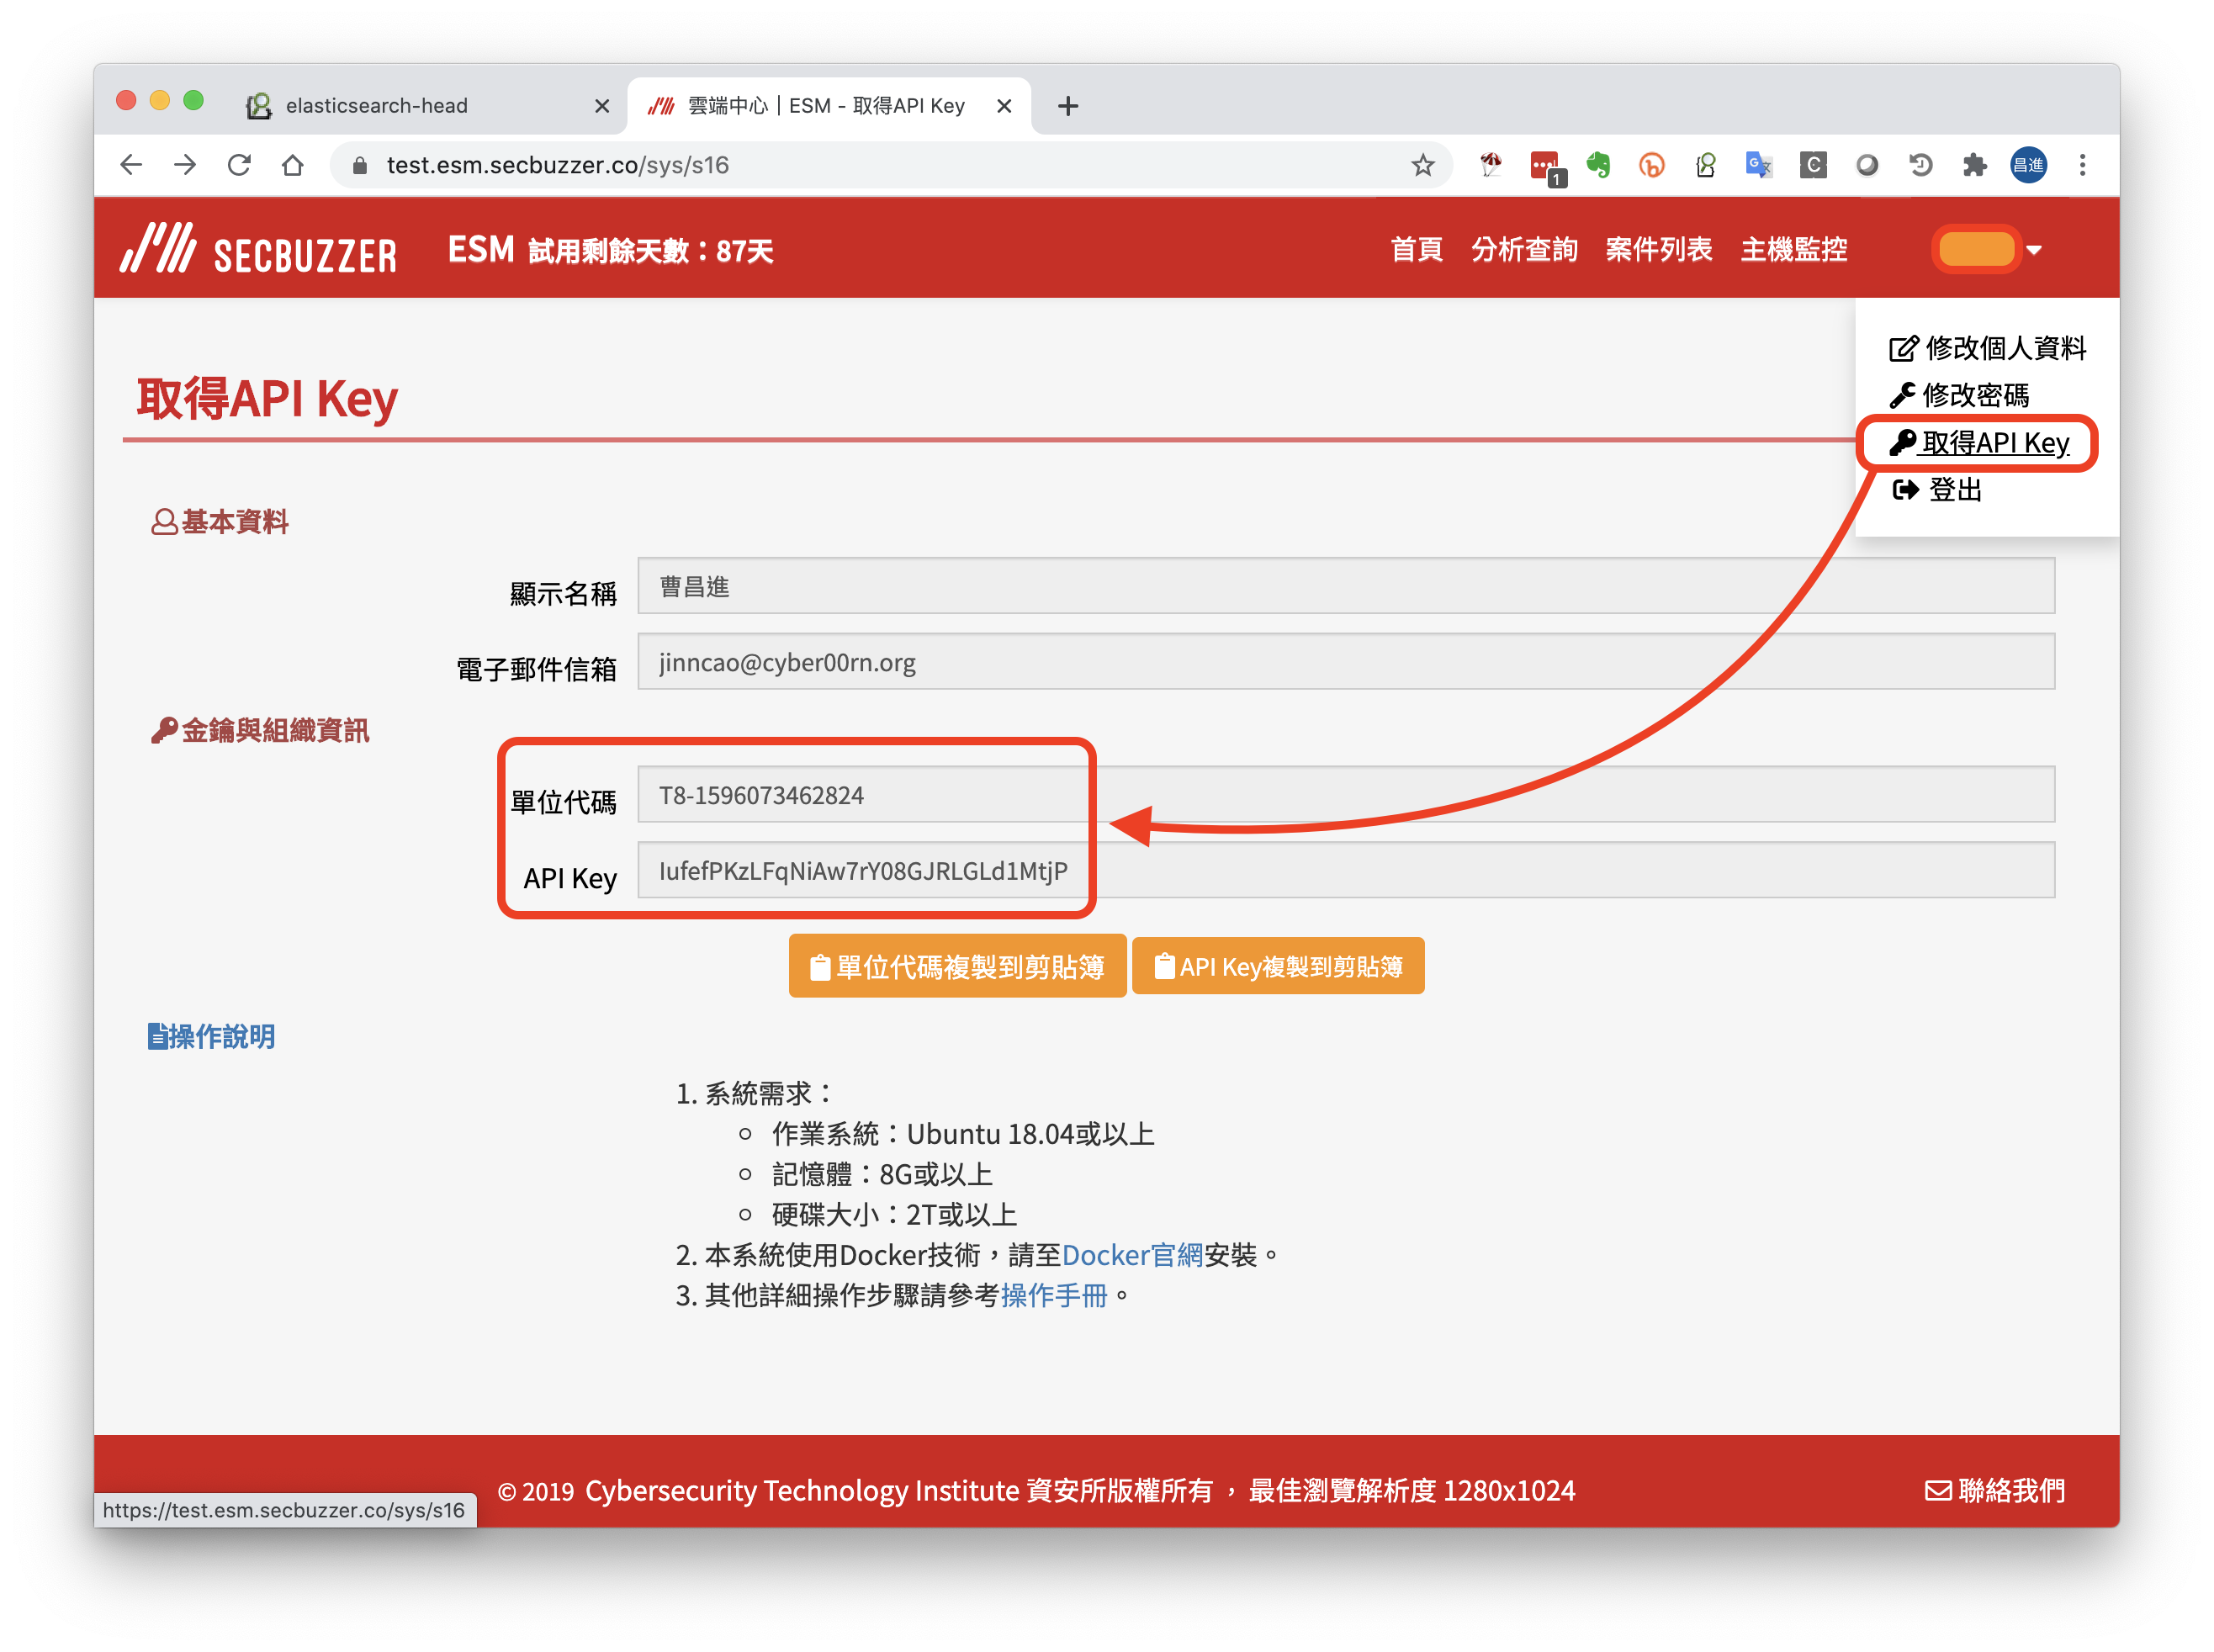 elasticsearch-head
雲端中心｜ESM - 取得API Key
test.esm.secbuzzer.co/sys/s16
1
C
昌進
SECBUZZER
ESM 試用剩餘天數：87天
首頁 分析查詢 案件列表 主機監控
修改個人資料
修改密碼
取得API Key
登出
取得API Key
基本資料
顯示名稱
曹昌進
電子郵件信箱
jinncao@cyber00rn.org
金鑰與組織資訊
單位代碼
T8-1596073462824
API Key
IufefPKzLFqNiAw7rY08GJRLGLd1MtjP
單位代碼複製到剪貼簿
API Key複製到剪貼簿
操作說明
1. 系統需求：
作業系統：Ubuntu 18.04或以上
記憶體：8G或以上
硬碟大小：2T或以上
2. 本系統使用Docker技術，請至Docker官網安裝。
3. 其他詳細操作步驟請參考操作手冊。
© 2019 Cybersecurity Technology Institute 資安所版權所有 ，最佳瀏覽解析度 1280x1024
聯絡我們
https://test.esm.secbuzzer.co/sys/s16